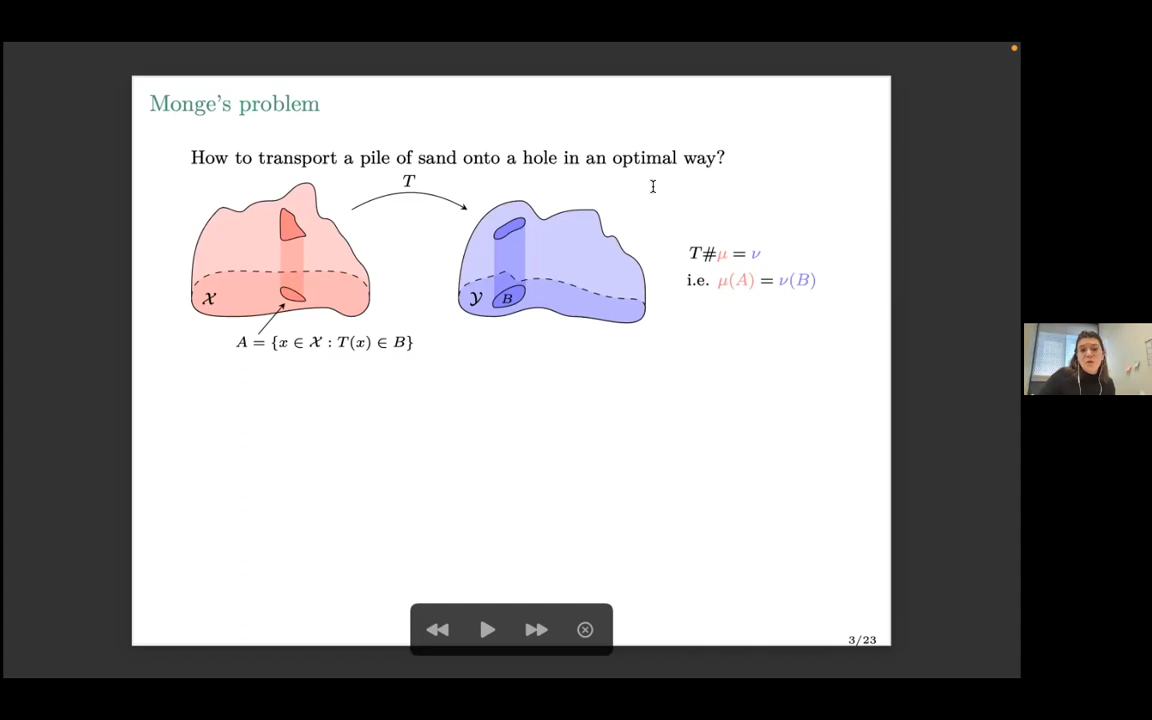 Monge's problem
How to transport a pile of sand onto a hole in an optimal way?
T
T#μ = ν
i.e. μ(A) = ν(B)
𝒳
𝒴
B
A = {x ∈ 𝒳 : T(x) ∈ B}
3/23